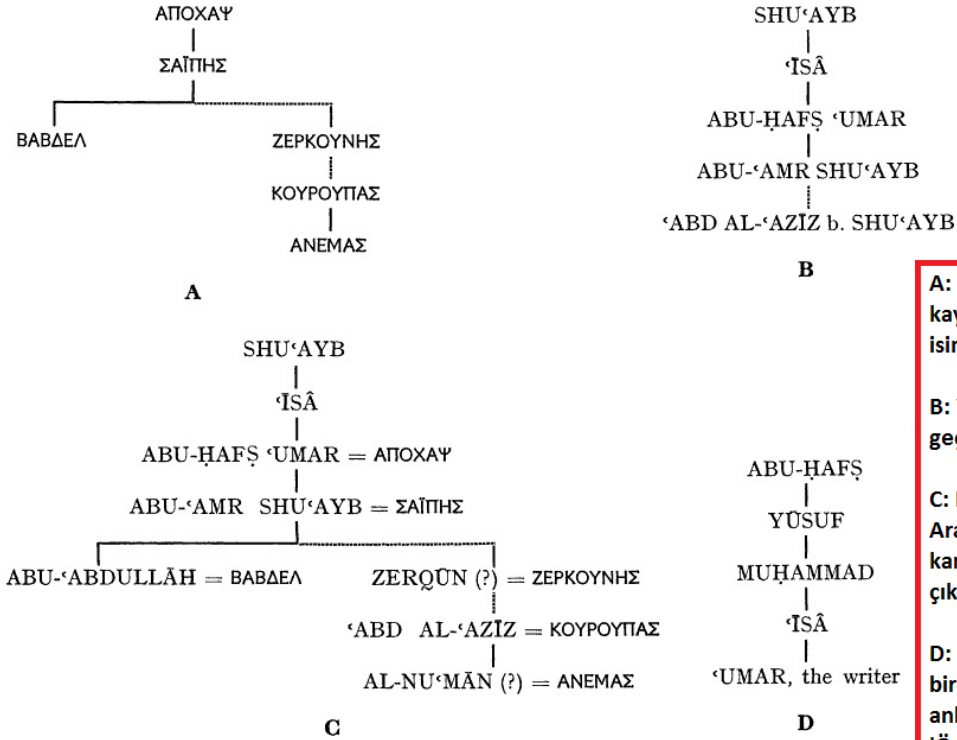 ΑΠΟΧΑΨ
ΣΑΪΠΗΣ
ΒΑΒΔΕΛ ΖΕΡΚΟΥΝΗΣ
ΚΟΥΡΟΥΠΑΣ
ΑΝΕΜΑΣ
A
SHUʿAYB
ʿĪSÂ
ABU-ḤAFṢ ʿUMAR
ABU-ʿAMR SHUʿAYB
ʿABD AL-ʿAZĪZ b. SHUʿAYB
B
SHUʿAYB
ʿĪSÂ
ABU-ḤAFṢ ʿUMAR = ΑΠΟΧΑΨ
ABU-ʿAMR SHUʿAYB = ΣΑΪΠΗΣ
ABU-ʿABDULLĀH = ΒΑΒΔΕΛ ZERQŪN (?) = ΖΕΡΚΟΥΝΗΣ
ʿABD AL-ʿAZĪZ = ΚΟΥΡΟΥΠΑΣ
AL-NUʿMĀN (?) = ΑΝΕΜΑΣ
C
ABU-ḤAFṢ
YŪSUF
MUḤAMMAD
ʿĪSÂ
ʿUMAR, the writer
D
A:
kay
isi
B:
ge
C:
Ara
kar
çık
D:
bir
anl